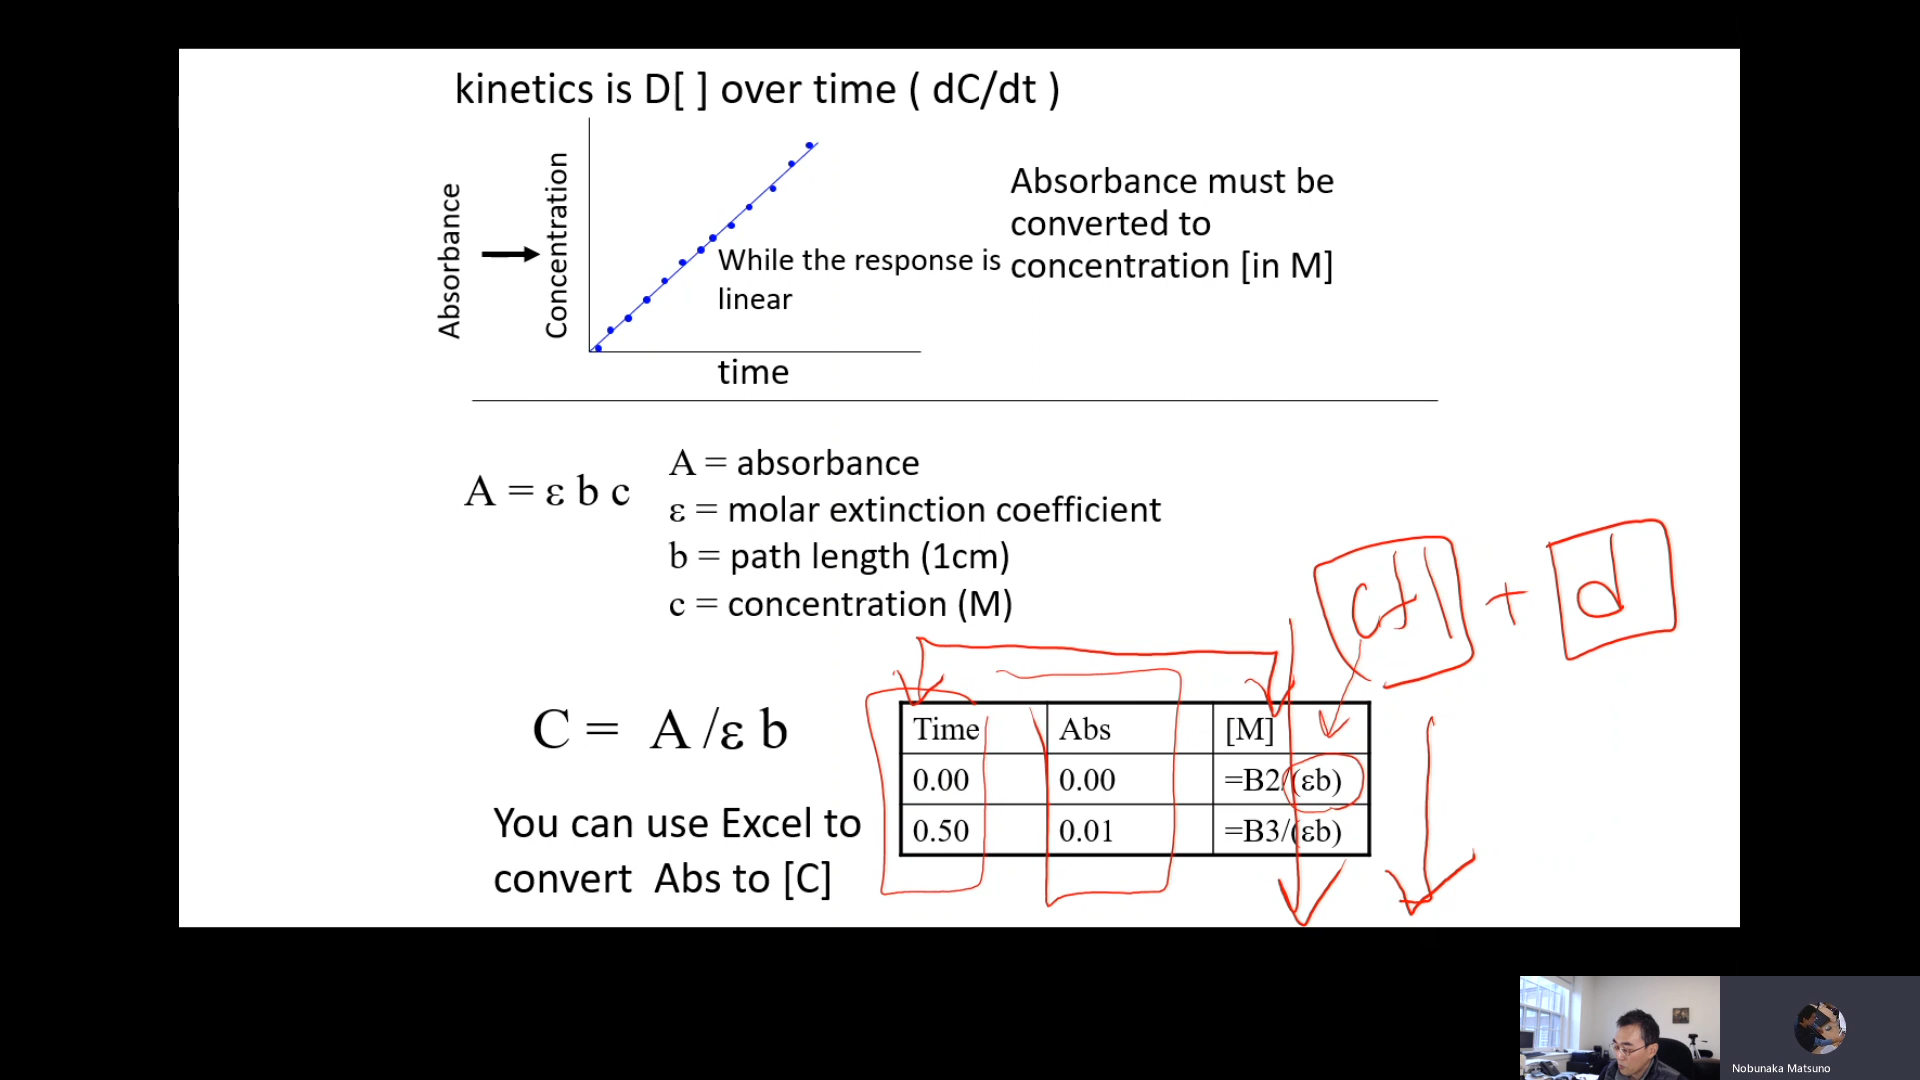 kinetics is D[ ] over time ( dC/dt )
Absorbance
Concentration
While the response is
linear
time
Absorbance must be
converted to
concentration [in M]
A = ε b c
A = absorbance
ε = molar extinction coefficient
b = path length (1cm)
c = concentration (M)
ctl + d
C = A /ε b
You can use Excel to
convert Abs to [C]
Time Abs [M]
0.00 0.00 =B2/(εb)
0.50 0.01 =B3/(εb)
Nobunaka Matsuno